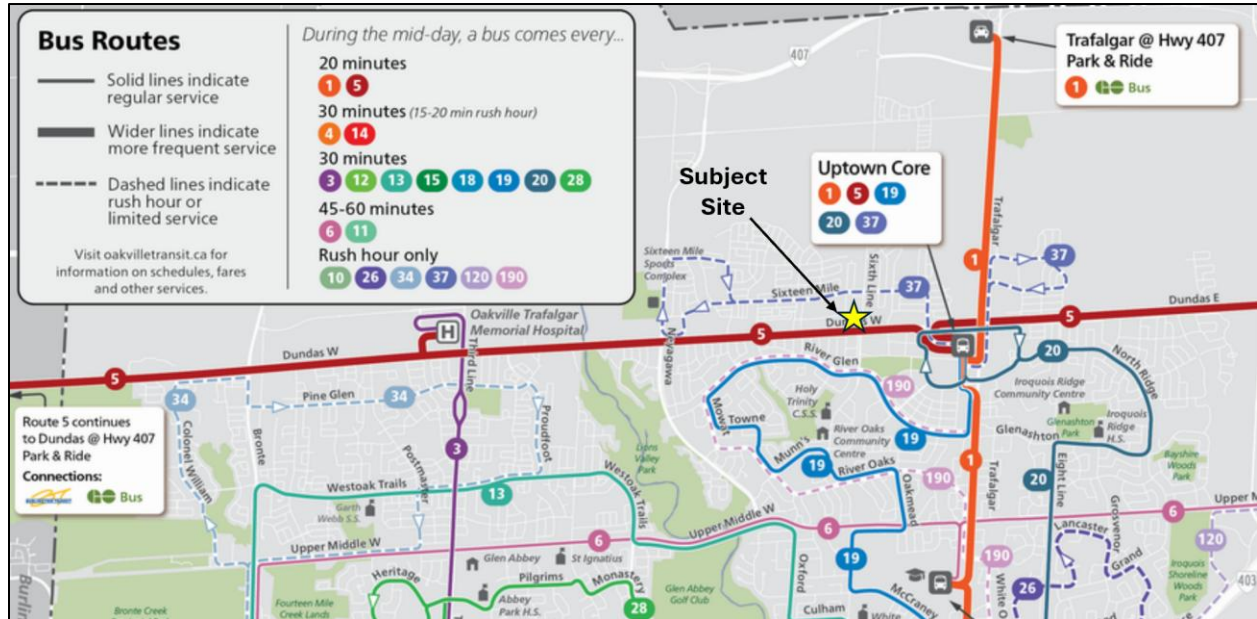 Bus Routes
Solid lines indicate
regular service
Wider lines indicate
more frequent service
Dashed lines indicate
rush hour or
limited service
Visit oakvilletransit.ca for
information on schedules, fares
and other services.
During the mid-day, a bus comes every...
20 minutes
1 5
30 minutes (15-20 min rush hour)
4 14
30 minutes
3 12 13 15 18 19 20 28
45-60 minutes
6 11
Rush hour only
10 26 34 37 120 190
407
Trafalgar @ Hwy 407
Park & Ride
1 GO Bus
Subject
Site
Uptown Core
1 5 19
20 37
Trafalgar
1
37
Sixteen Mile
Sports
Complex
Sixteen Mile
Sixth Line
37
Dundas E
5
Oakville Trafalgar
Memorial Hospital
H
Third Line
Neyagawa
5
Dundas W
Dundas W
5
River Glen
20
North Ridge
Route 5 continues
to Dundas @ Hwy 407
Park & Ride
Connections:
GO Bus
34
Pine Glen
34
Colonel William
Bronte
Proudfoot
Postmaster
3
Lions
Valley
Park
Holy
Trinity
C.S.S.
190
Mowat
Towne
Munn's
River Oaks
Community
Centre
19
19
River Oaks
190
Oakmead
Iroquois Ridge
Community Centre
Glenashton
Glenashton
Park
Iroquois
Ridge
H.S.
1
Trafalgar
20
Eight Line
Bayshire
Woods
Park
Westoak Trails
13
Westoak Trails
Garth
Webb S.S.
Upper Middle W
6
Upper Middle W
6
6
Upper M
Glen Abbey
St Ignatius
Heritage
Pilgrims
Monastery
28
Abbey
Park H.S.
Glen Abbey
Golf Club
Oxford
19
McCraney
Culham
White
190
White O
26
Lancaster
Grosvenor
Grand
120
Iroquois
Shoreline
Woods
Park
403
Burlin
Bronte Creek
Fourteen Mile
Creek Lands